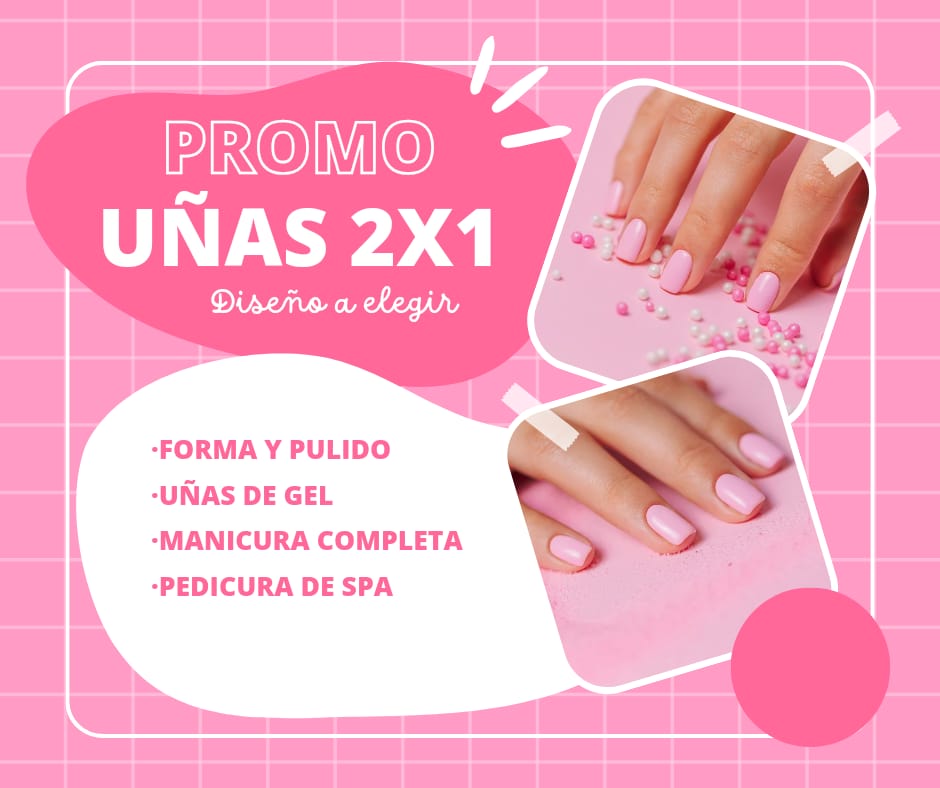 PROMO
UÑAS 2X1
Diseño a elegir
·FORMA Y PULIDO
·UÑAS DE GEL
·MANICURA COMPLETA
·PEDICURA DE SPA